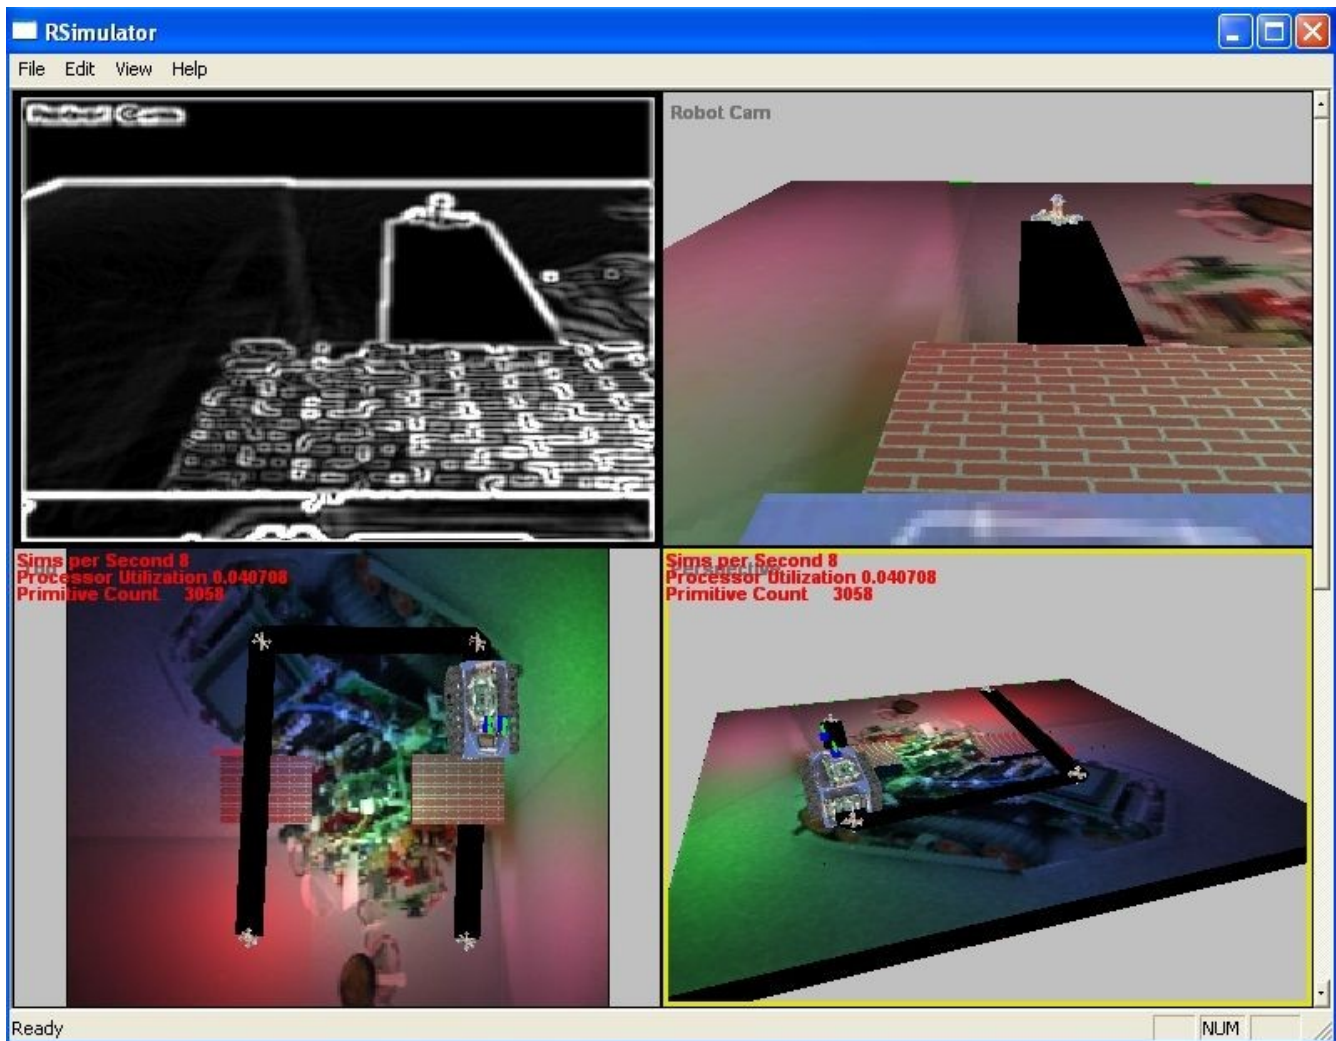 RSimulator
File Edit View Help
Robot Cam
Robot Cam
Sims per Second 8
Processor Utilization 0.040708
Primitive Count 3058
Sims per Second 8
Perspective
Processor Utilization 0.040708
Primitive Count 3058
Ready
NUM